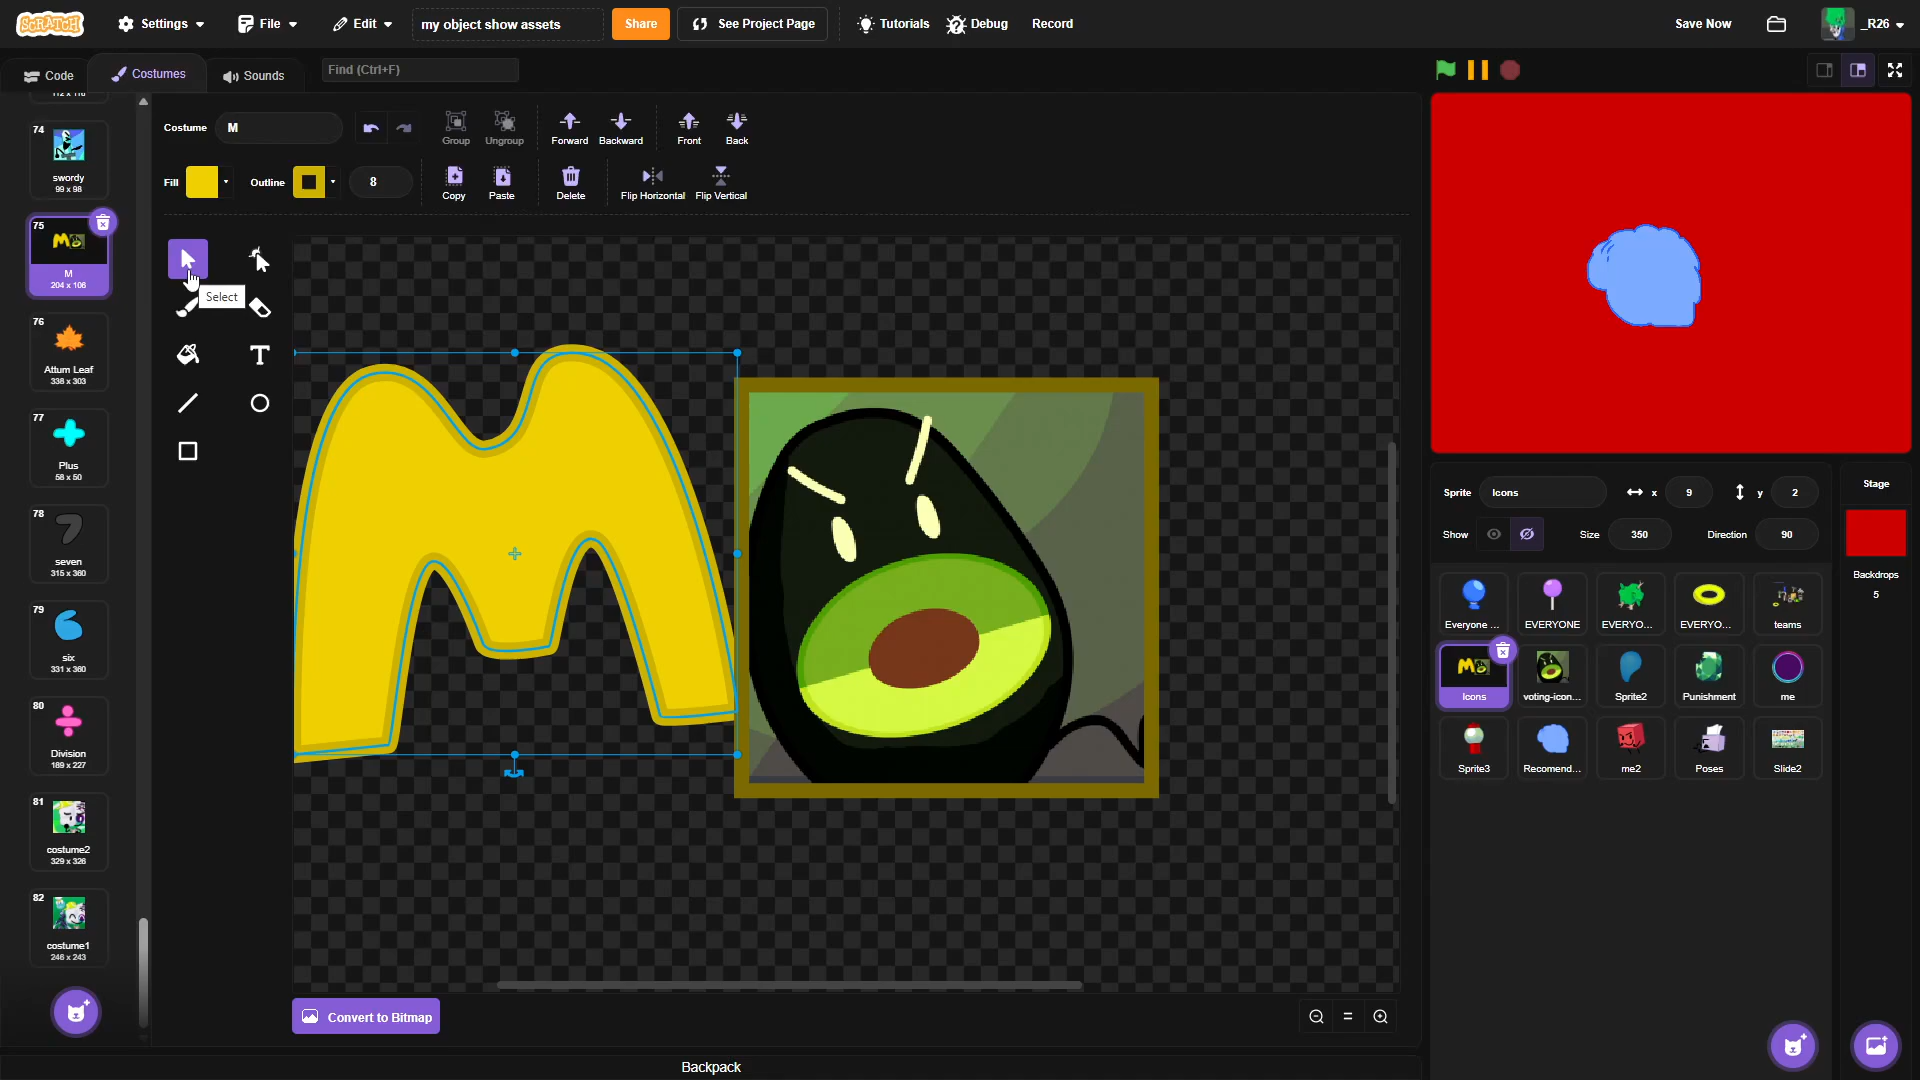 SCRATCH
Settings
File
Edit
my object show assets
Share
See Project Page
Tutorials
Debug
Record
Save Now
_R26
Code
Costumes
Sounds
Find (Ctrl+F)
112 x 116
74
swordy
99 x 98
75
M
204 x 106
76
Attum Leaf
338 x 303
77
Plus
58 x 50
78
seven
315 x 360
79
six
331 x 360
80
Division
189 x 227
81
costume2
329 x 326
82
costume1
246 x 243
Costume
M
Group
Ungroup
Forward
Backward
Front
Back
Fill
Outline
8
Copy
Paste
Delete
Flip Horizontal
Flip Vertical
Select
M
Convert to Bitmap
Backpack
Sprite
Icons
x
9
y
2
Show
Size
350
Direction
90
Stage
Backdrops
5
Everyone ...
EVERYONE
EVERYO...
EVERYO...
teams
Icons
voting-icon...
Sprite2
Punishment
me
Sprite3
Recomend...
me2
Poses
Slide2